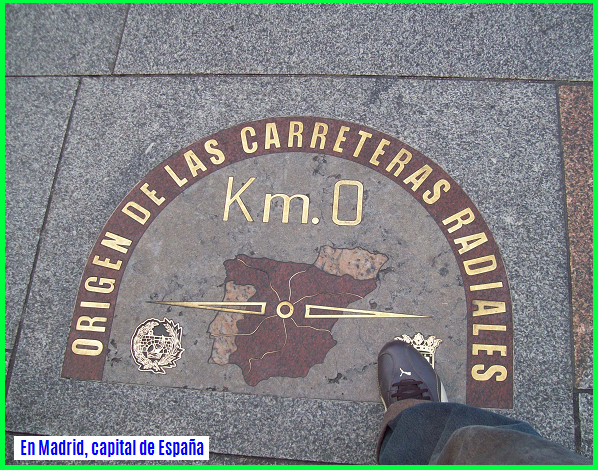 ORIGEN DE LAS CARRETERAS RADIALES
Km. 0
En Madrid, capital de España